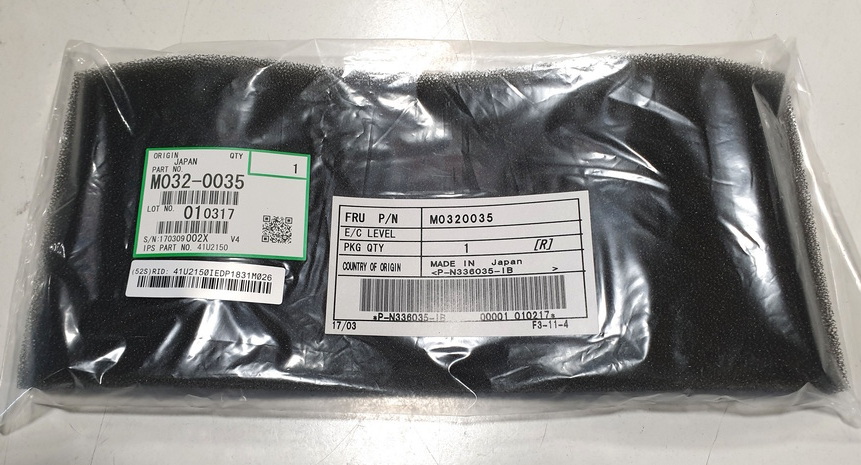 ORIGIN QTY
JAPAN
1
PART NO.
M032-0035
LOT NO. 010317
S/N:170309002X V4
IPS PART NO. 41U2150
(52S)RID: 41U2150IEDP1831M026
FRU P/N M0320035
E/C LEVEL
PKG QTY 1 [R]
COUNTRY OF ORIGIN MADE IN Japan
<P-N336035-IB >
*P-N336035-IB 00001 010217*
17/03 F3-11-4